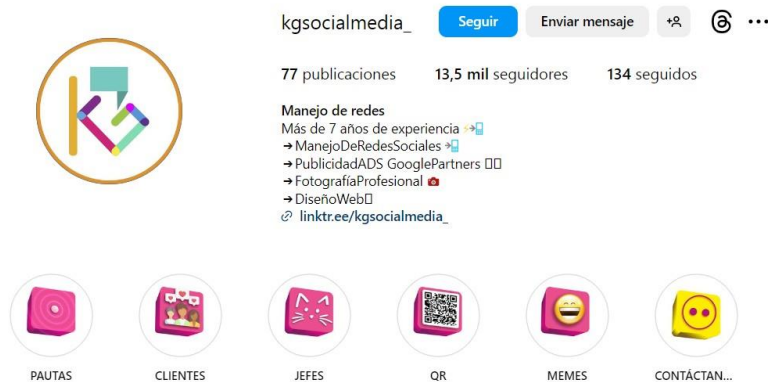 kgsocialmedia_ Seguir Enviar mensaje
77 publicaciones 13,5 mil seguidores 134 seguidos
Manejo de redes
Más de 7 años de experiencia ⚡➔📲
➔ManejoDeRedesSociales ➔📲
➔PublicidadADS GooglePartners
➔FotografíaProfesional 📷
➔DiseñoWeb
linktr.ee/kgsocialmedia_
PAUTAS CLIENTES JEFES QR MEMES CONTÁCTAN...